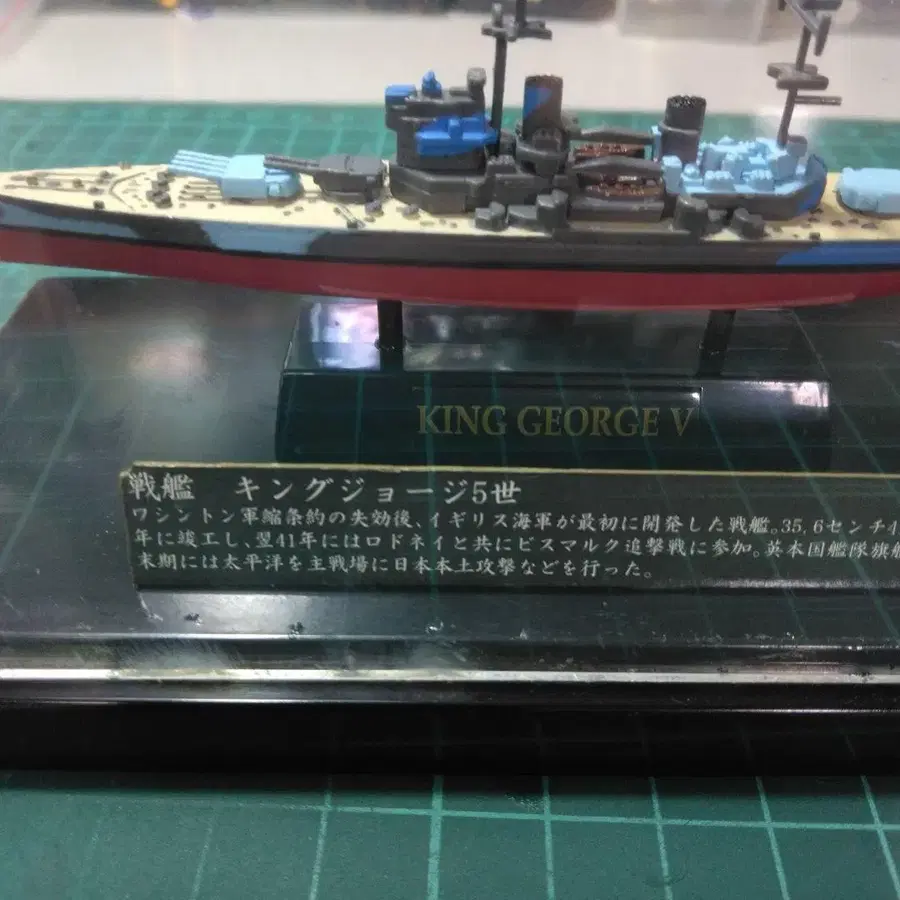 KING GEORGE V
戦艦　キングジョージ5世
ワシントン軍縮条約の失効後、イギリス海軍が最初に開発した戦艦。35,6センチ4
年に竣工し、翌41年にはロドネイと共にビスマルク追撃戦に参加。英本国艦隊旗艦
末期には太平洋を主戦場に日本本土攻撃などを行った。